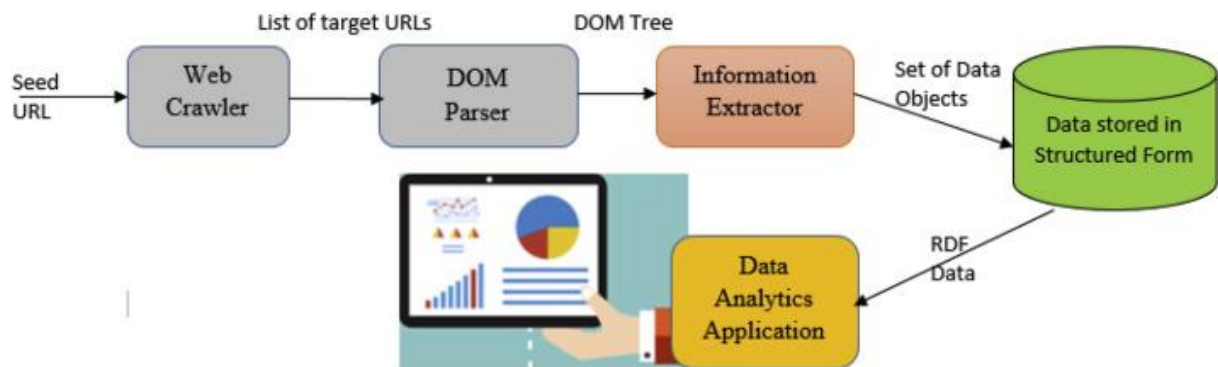 List of target URLs
DOM Tree
Seed
URL
Web
Crawler
DOM
Parser
Information
Extractor
Set of Data
Objects
Data stored in
Structured Form
RDF
Data
Data
Analytics
Application